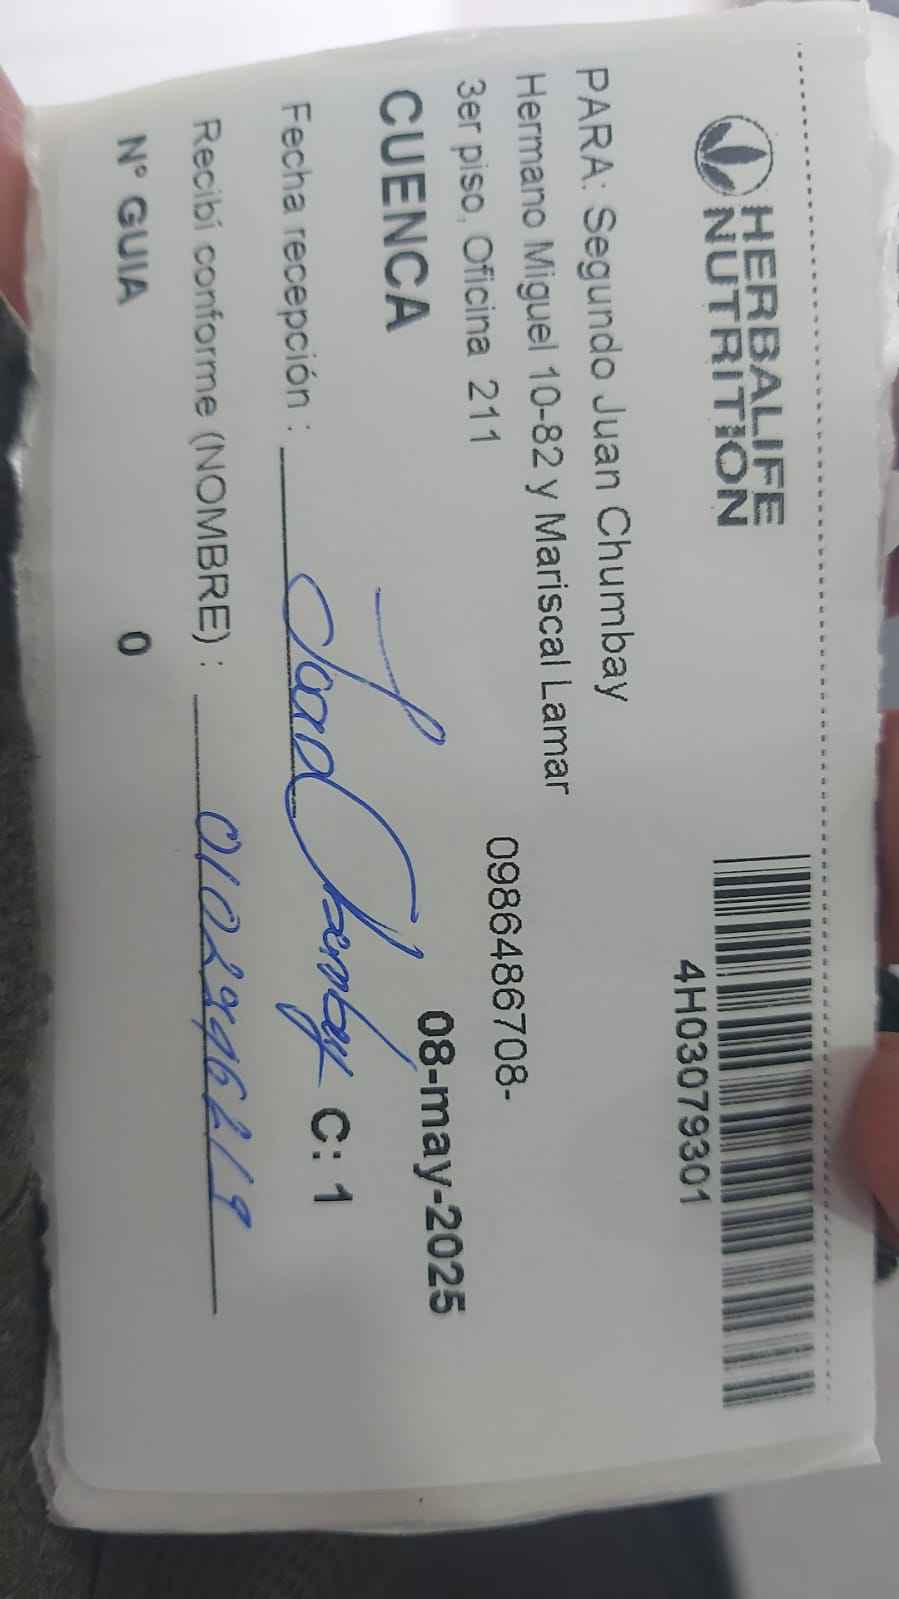 HERBALIFE
NUTRITION
4H03079301
PARA: Segundo Juan Chumbay
Hermano Miguel 10-82 y Mariscal Lamar
3er piso, Oficina 211
0986486708-
CUENCA
08-may-2025
Fecha recepción :
C: 1
Recibí conforme (NOMBRE) :
N° GUIA 0